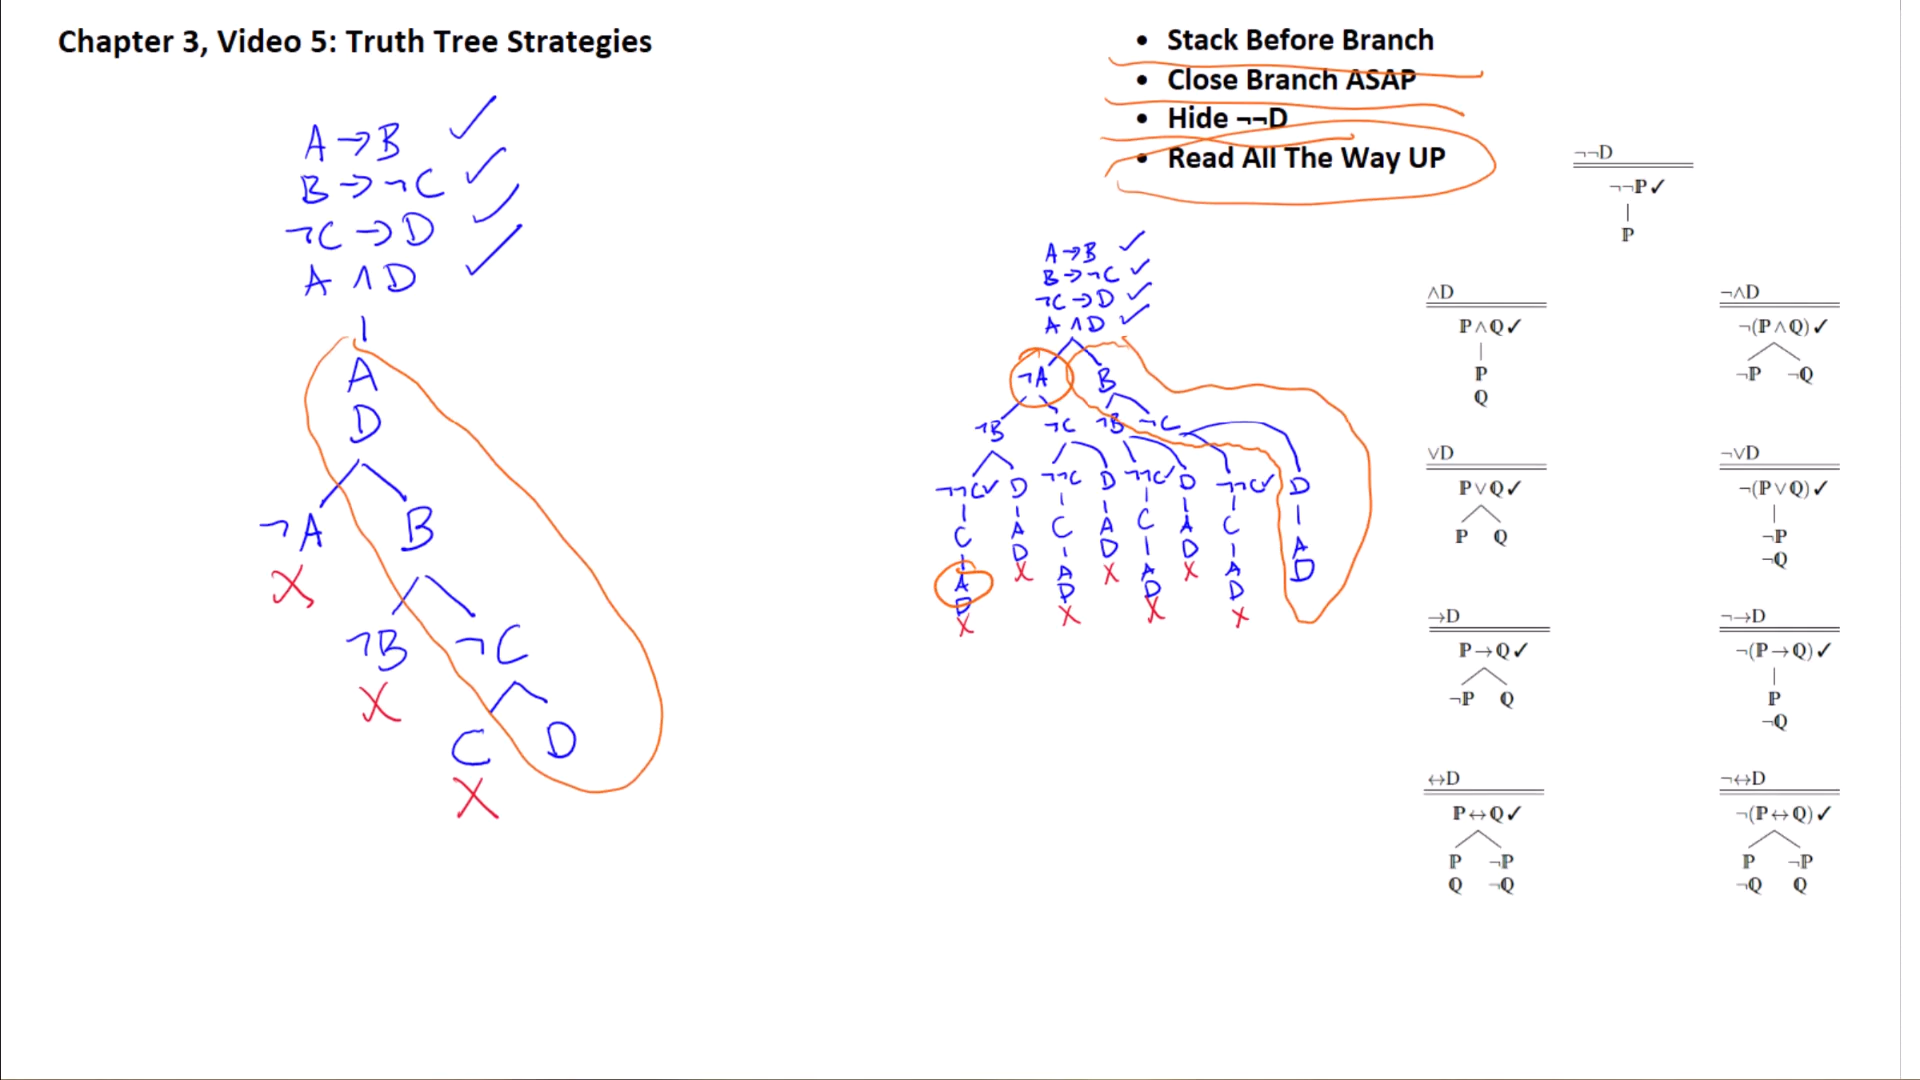 Chapter 3, Video 5: Truth Tree Strategies
• Stack Before Branch
• Close Branch ASAP
• Hide ¬¬D
• Read All The Way UP
A → B ✓
B → ¬C ✓
¬C → D ✓
A ∧ D ✓
A
D
¬A B
X
¬B ¬C
X
C D
X
A → B ✓
B → ¬C ✓
¬C → D ✓
A ∧ D ✓
¬A B
¬B ¬C ¬B ¬C
¬¬C✓ D ¬¬C D ¬¬C✓ D ¬¬C✓ D
C A C A C A C A
A D A D A D A D
D X D X D X D
X X X X
¬¬D
¬¬ℙ✓
ℙ
∧D
ℙ∧ℚ✓
ℙ
ℚ
¬∧D
¬(ℙ∧ℚ)✓
¬ℙ ¬ℚ
∨D
ℙ∨ℚ✓
ℙ ℚ
¬∨D
¬(ℙ∨ℚ)✓
¬ℙ
¬ℚ
→D
ℙ→ℚ✓
¬ℙ ℚ
¬→D
¬(ℙ→ℚ)✓
ℙ
¬ℚ
↔D
ℙ↔ℚ✓
ℙ ¬ℙ
ℚ ¬ℚ
¬↔D
¬(ℙ↔ℚ)✓
ℙ ¬ℙ
¬ℚ ℚ